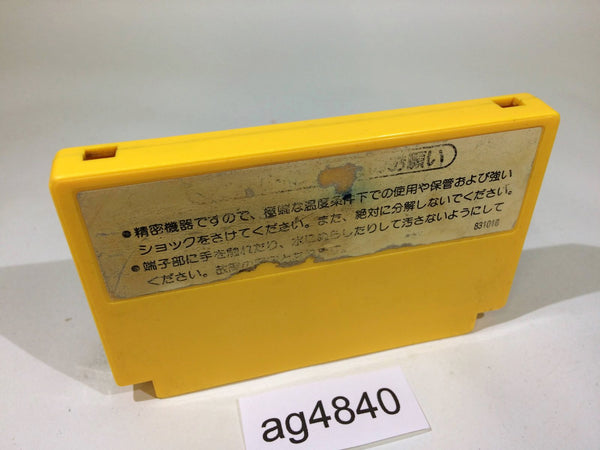 お願い
●精密機器ですので、極端な温度条件下での使用や保管および強い
ショックをさけてください。また、絶対に分解しないでください。
●端子部に手を触れたり、水にぬらしたりして汚さないようにして
ください。故障の
831016
ag4840